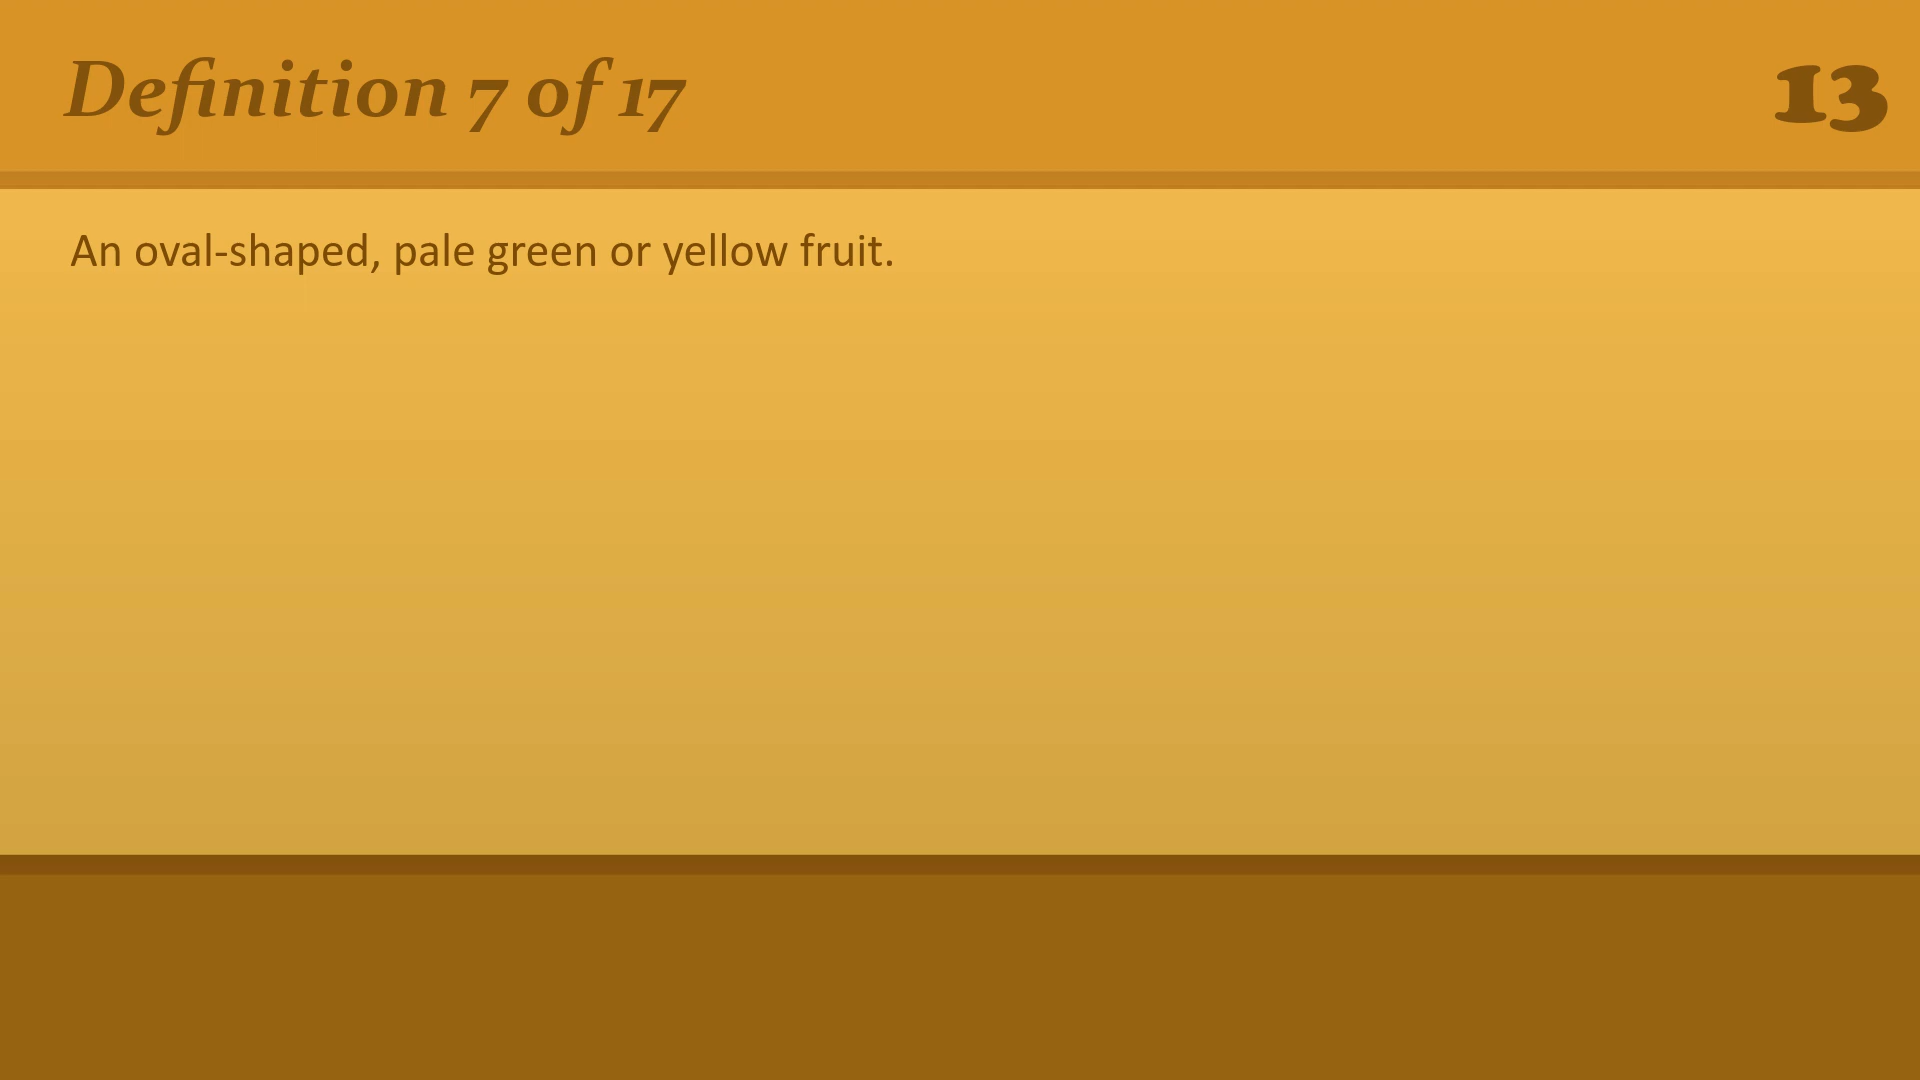 Definition 7 of 17
13
An oval-shaped, pale green or yellow fruit.